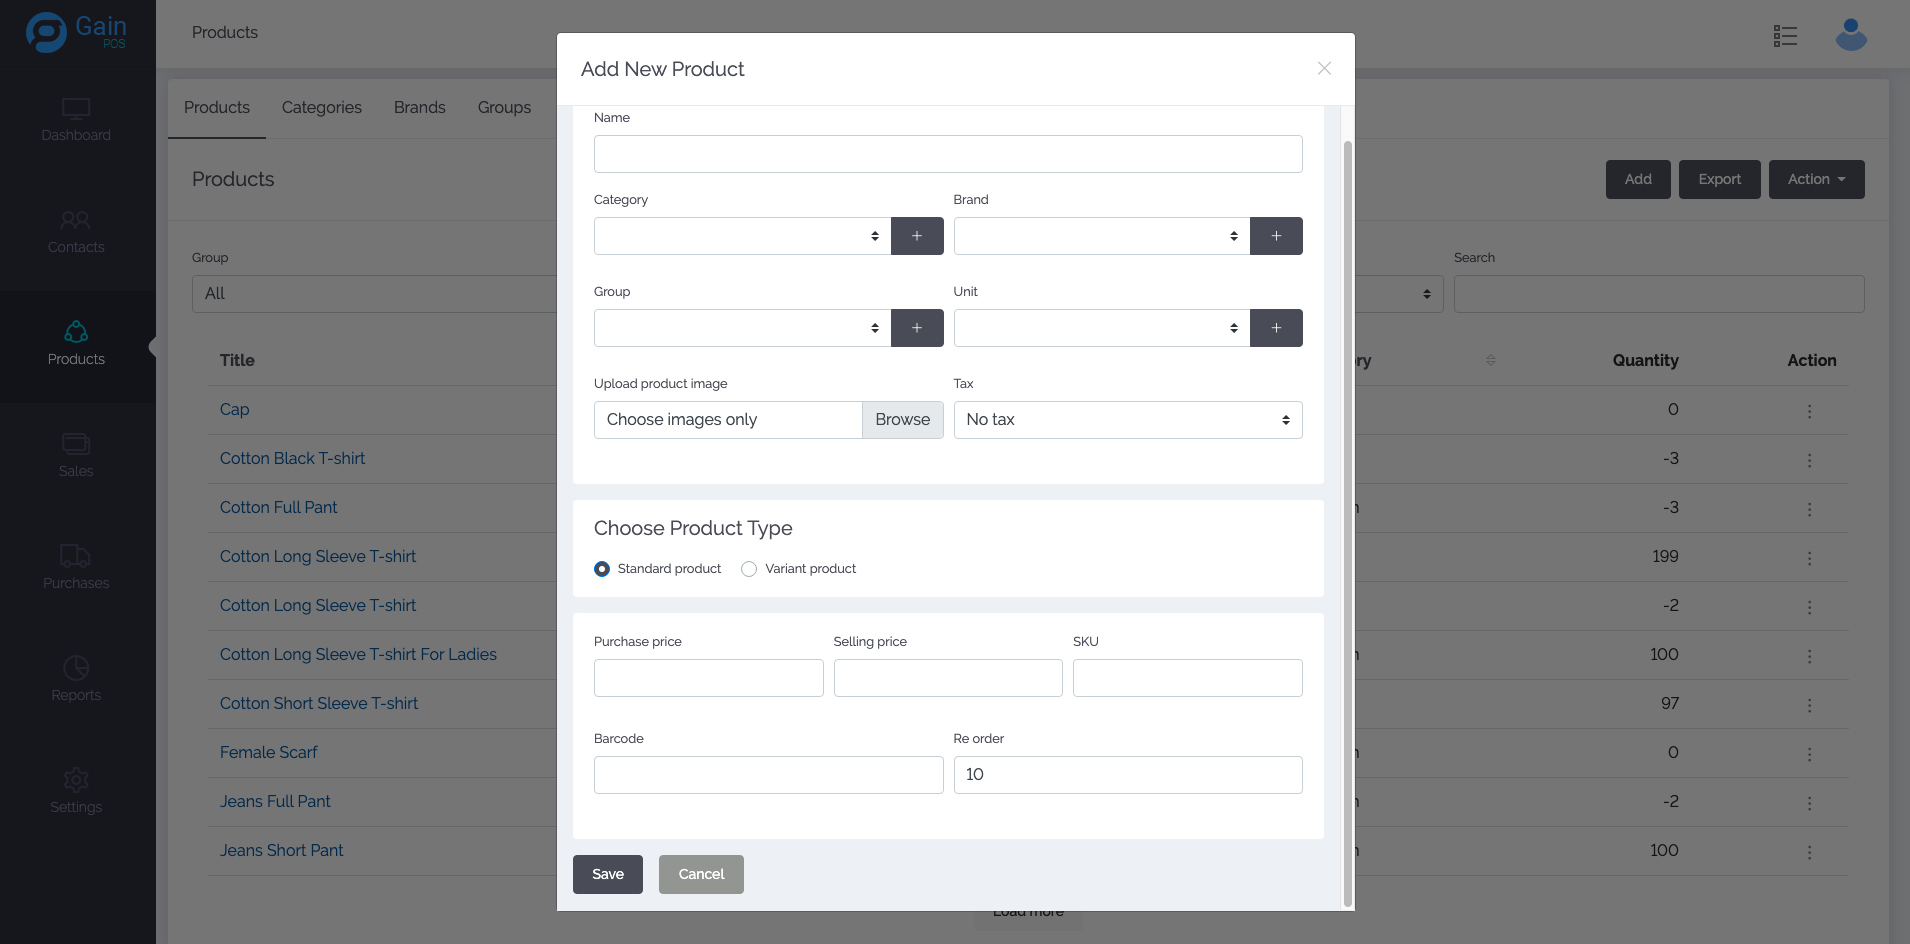 Gain
POS
Products
Dashboard
Contacts
Products
Sales
Purchases
Reports
Settings
Products
Categories
Brands
Groups
Products
Add
Export
Action
Group
All
Search
Title
Quantity
Action
Cap
0
Cotton Black T-shirt
-3
Cotton Full Pant
-3
Cotton Long Sleeve T-shirt
199
Cotton Long Sleeve T-shirt
-2
Cotton Long Sleeve T-shirt For Ladies
100
Cotton Short Sleeve T-shirt
97
Female Scarf
0
Jeans Full Pant
-2
Jeans Short Pant
100
Load more
Add New Product
Name
Category
Brand
+
+
Group
Unit
+
+
Upload product image
Tax
Choose images only
Browse
No tax
Choose Product Type
Standard product
Variant product
Purchase price
Selling price
SKU
Barcode
Re order
10
Save
Cancel